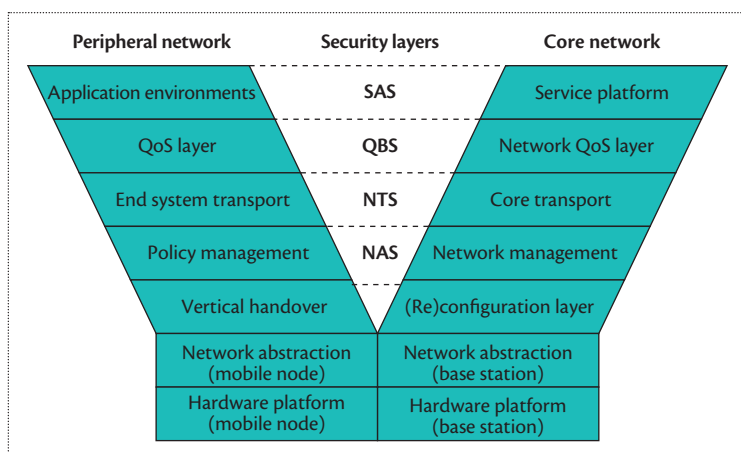 Peripheral network Security layers Core network
Application environments SAS Service platform
QoS layer QBS Network QoS layer
End system transport NTS Core transport
Policy management NAS Network management
Vertical handover (Re)configuration layer
Network abstraction Network abstraction
(mobile node) (base station)
Hardware platform Hardware platform
(mobile node) (base station)